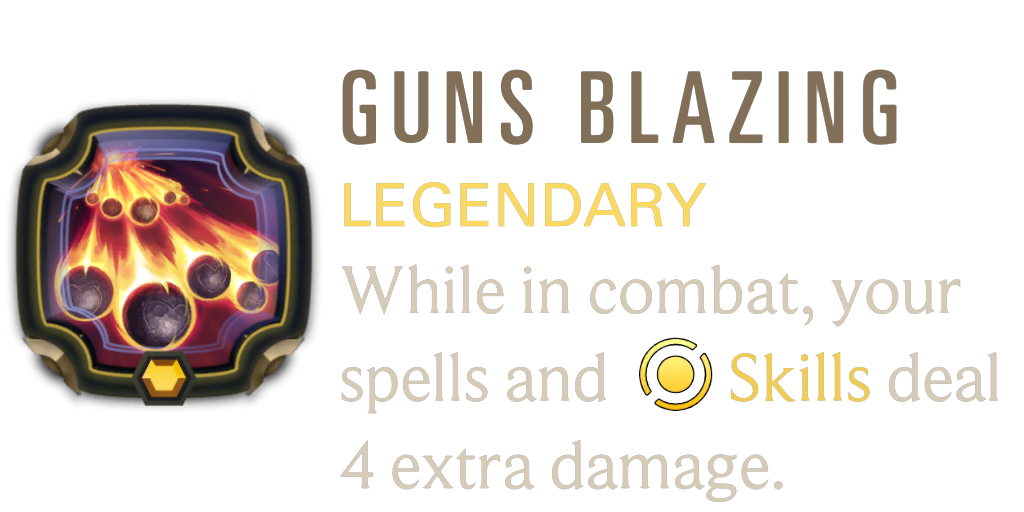 GUNS BLAZING
LEGENDARY
While in combat, your
spells and Skills deal
4 extra damage.